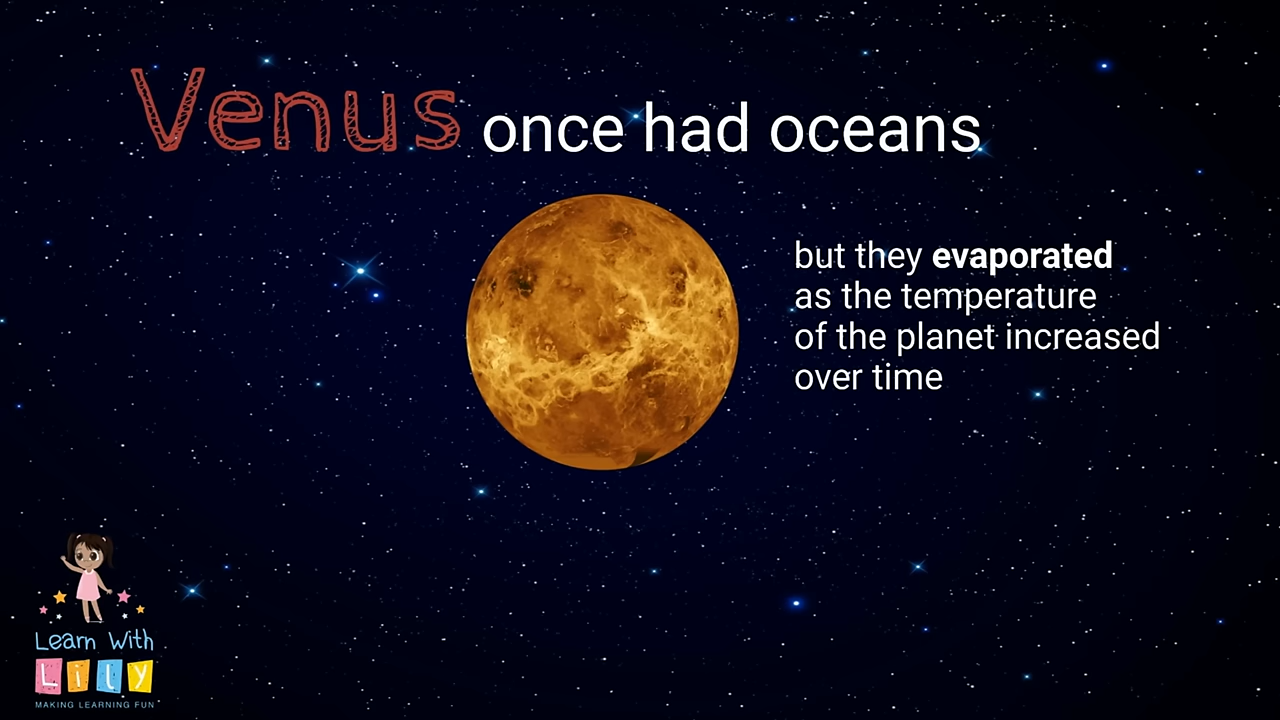 Venus once had oceans
but they evaporated
as the temperature
of the planet increased
over time
Learn With
Lily
MAKING LEARNING FUN